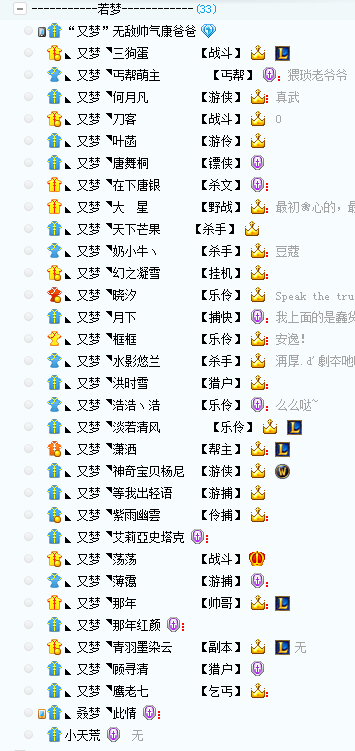 -----------若梦-------------(33)
“又梦”无敌帅气康爸爸
又梦◥三狗蛋 【战斗】
又梦◥丐帮萌主 【丐帮】 : 猥琐老爷爷
又梦◥何月凡 【游侠】 : 真武
又梦◥刀客 【战斗】 : 0
又梦◥叶菡 【游伶】 :
又梦◥唐舞桐 【镖侠】
又梦◥在下唐银 【杀文】 :
又梦◥大 星 【野战】 : 最初❀心的，最
又梦◥天下芒果 【杀手】
又梦◥奶小牛丶 【杀手】 : 豆蔻
又梦◥幻之凝雪 【挂机】 :
又梦◥晓汐 【乐伶】 : Speak the tru
又梦◥月下 【捕快】 : 我上面的是蠢货
又梦◥框框 【乐伶】 : 安逸!
又梦◥水影悠兰 【杀手】 :
又梦◥洪时雪 【猎户】 :
又梦◥浩浩丶浩 【乐伶】 : 么么哒~
又梦◥淡若清风 【乐伶】
又梦◥潇洒 【帮主】 :
又梦◥神奇宝贝杨尼 【游侠】
又梦◥等我出轻语 【游捕】 :
又梦◥紫雨幽雲 【伶捕】 :
又梦◥艾莉亞史塔克 :
又梦◥荡荡 【战斗】
又梦◥薄霭 【游捕】 :
又梦◥那年 【帅哥】 :
又梦◥那年红颜 :
又梦◥青羽墨染云 【副本】 : 无
又梦◥顾寻清 【猎户】
又梦◥鷹老七 【乞丐】 :
叒梦◥此情 :
小天荒 无